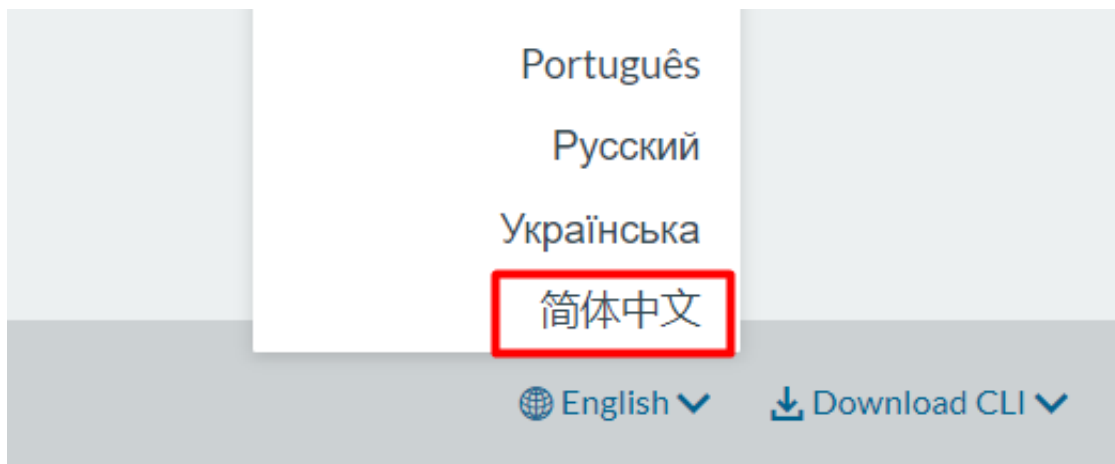 Português
Русский
Українська
简体中文
English Download CLI